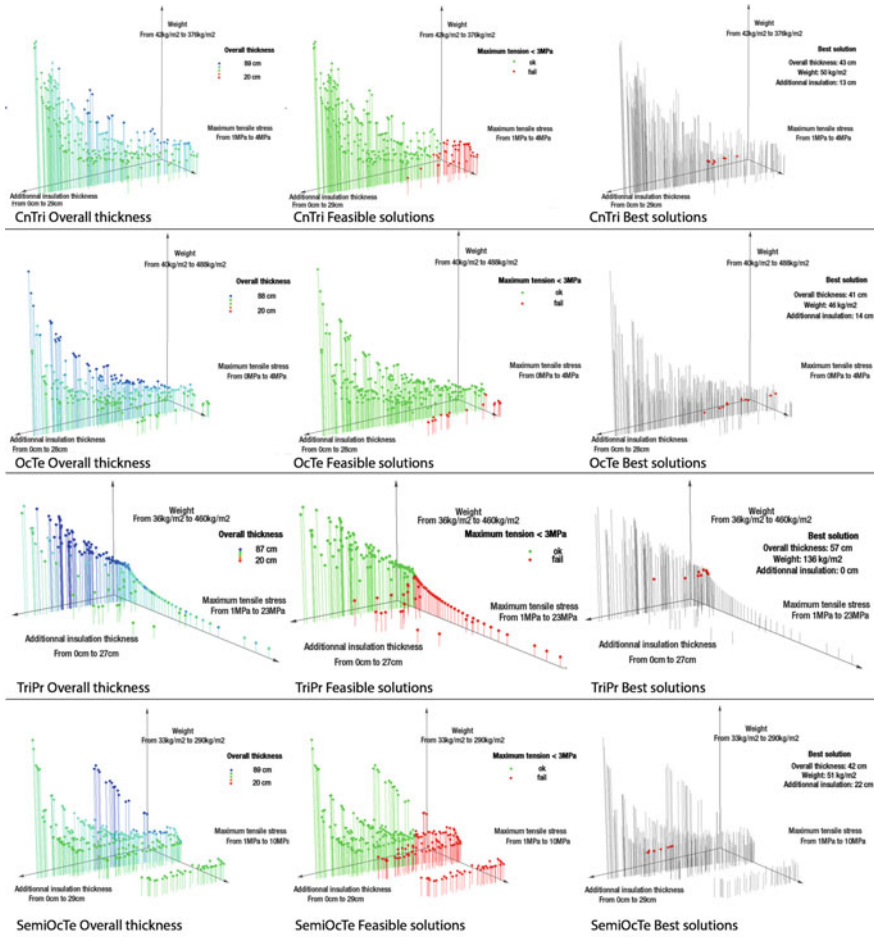 Weight
From 42kg/m2 to 376kg/m2
Overall thickness
89 cm
20 cm
Maximum tensile stress
From 1MPa to 4MPa
Additionnal insulation thickness
From 0cm to 29cm
CnTri Overall thickness
Weight
From 42kg/m2 to 376kg/m2
Maximum tension < 3MPa
ok
fail
Maximum tensile stress
From 1MPa to 4MPa
Additionnal insulation thickness
From 0cm to 29cm
CnTri Feasible solutions
Weight
From 42kg/m2 to 376kg/m2
Best solution
Overall thickness: 43 cm
Weight: 50 kg/m2
Additionnal insulation: 13 cm
Maximum tensile stress
From 1MPa to 4MPa
Additionnal insulation thickness
From 0cm to 29cm
CnTri Best solutions
Weight
From 40kg/m2 to 488kg/m2
Overall thickness
88 cm
20 cm
Maximum tensile stress
From 0MPa to 4MPa
Additionnal insulation thickness
From 0cm to 28cm
OcTe Overall thickness
Weight
From 40kg/m2 to 488kg/m2
Maximum tension < 3MPa
ok
fail
Maximum tensile stress
From 0MPa to 4MPa
Additionnal insulation thickness
From 0cm to 28cm
OcTe Feasible solutions
Weight
From 40kg/m2 to 488kg/m2
Best solution
Overall thickness: 41 cm
Weight: 46 kg/m2
Additionnal insulation: 14 cm
Maximum tensile stress
From 0MPa to 4MPa
Additionnal insulation thickness
From 0cm to 28cm
OcTe Best solutions
Weight
From 36kg/m2 to 460kg/m2
Overall thickness
87 cm
20 cm
Maximum tensile stress
From 1MPa to 23MPa
Additionnal insulation thickness
From 0cm to 27cm
TriPr Overall thickness
Weight
From 36kg/m2 to 460kg/m2
Maximum tension < 3MPa
ok
fail
Maximum tensile stress
From 1MPa to 23MPa
Additionnal insulation thickness
From 0cm to 27cm
TriPr Feasible solutions
Weight
From 36kg/m2 to 460kg/m2
Best solution
Overall thickness: 57 cm
Weight: 136 kg/m2
Additionnal insulation: 0 cm
Maximum tensile stress
From 1MPa to 23MPa
Additionnal insulation thickness
From 0cm to 27cm
TriPr Best solutions
Weight
From 33kg/m2 to 290kg/m2
Overall thickness
89 cm
20 cm
Maximum tensile stress
From 1MPa to 10MPa
Additionnal insulation thickness
From 0cm to 29cm
SemiOcTe Overall thickness
Weight
From 33kg/m2 to 290kg/m2
Maximum tension < 3MPa
ok
fail
Maximum tensile stress
From 1MPa to 10MPa
Additionnal insulation thickness
From 0cm to 29cm
SemiOcTe Feasible solutions
Weight
From 33kg/m2 to 290kg/m2
Best solution
Overall thickness: 42 cm
Weight: 51 kg/m2
Additionnal insulation: 22 cm
Maximum tensile stress
From 1MPa to 10MPa
Additionnal insulation thickness
From 0cm to 29cm
SemiOcTe Best solutions